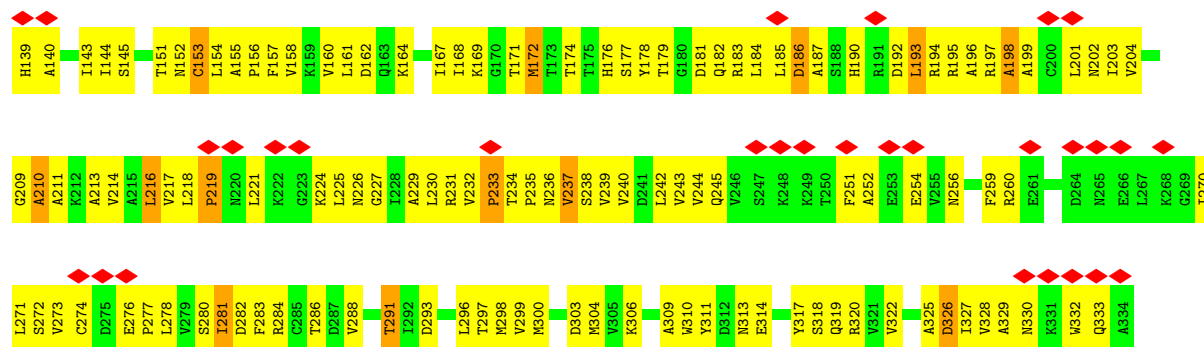 H139 A140 I143 I144 S145 T151 N152 C153 L154 A155 P156 F157 V158 K159 V160 L161 D162 Q163 K164 I167 I168 K169 G170 T171 M172 T173 T174 T175 H176 S177 Y178 T179 G180 D181 Q182 R183 L184 L185 D186 A187 S188 H190 R191 D192 L193 R194 R195 A196 R197 A198 A199 C200 L201 N202 I203 V204
G209 A210 A211 K212 A213 V214 A215 L216 V217 L218 P219 N220 L221 K222 G223 K224 L225 N226 G227 I228 A229 L230 R231 V232 P233 T234 P235 N236 V237 S238 V239 V240 D241 L242 V243 V244 Q245 V246 S247 K248 K249 T250 F251 A252 E253 E254 V255 N256 F259 R260 E261 D264 N265 E266 L267 K268 G269 I270
L271 S272 V273 C274 D275 E276 P277 L278 V279 S280 I281 D282 F283 R284 C285 T286 D287 V288 T291 I292 D293 L296 T297 M298 V299 M300 D303 M304 V305 K306 A309 W310 Y311 D312 N313 E314 Y317 S318 Q319 R320 V321 V322 A325 D326 I327 V328 A329 N330 K331 W332 Q333 A334